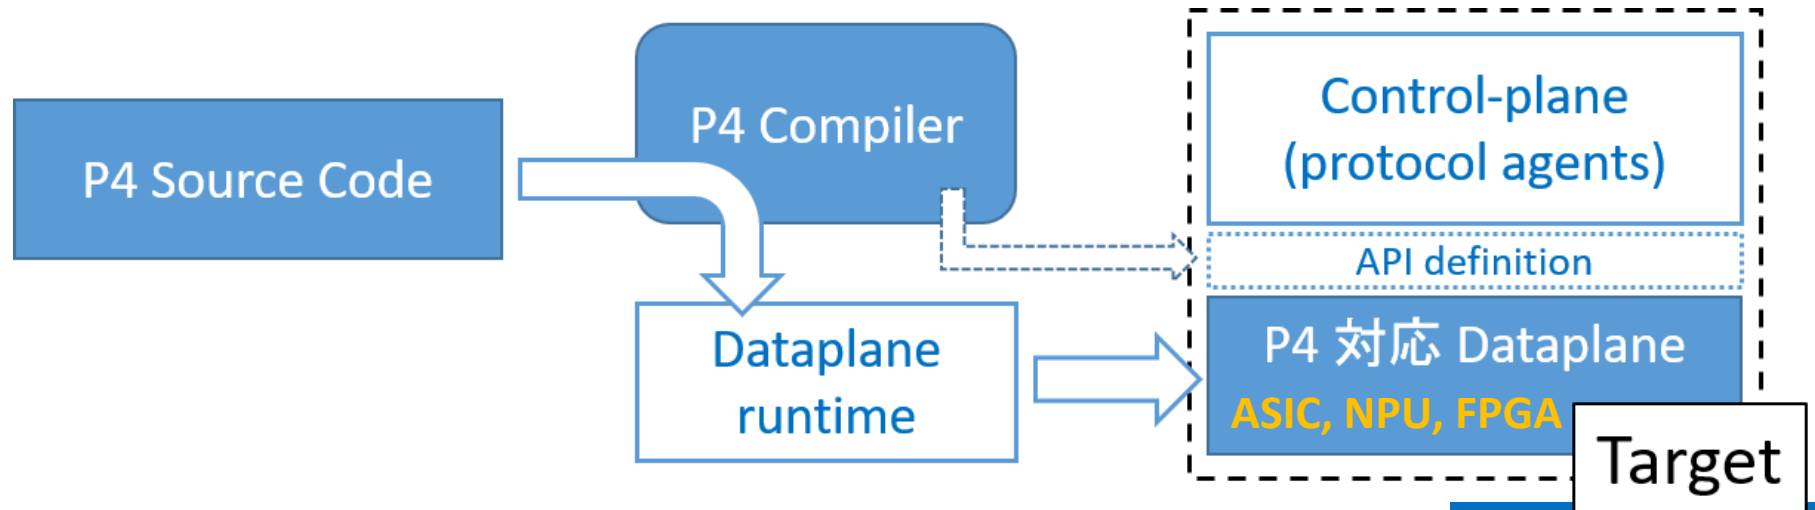 P4 Source Code
P4 Compiler
Dataplane
runtime
Control-plane
(protocol agents)
API definition
P4 対応 Dataplane
ASIC, NPU, FPGA
Target